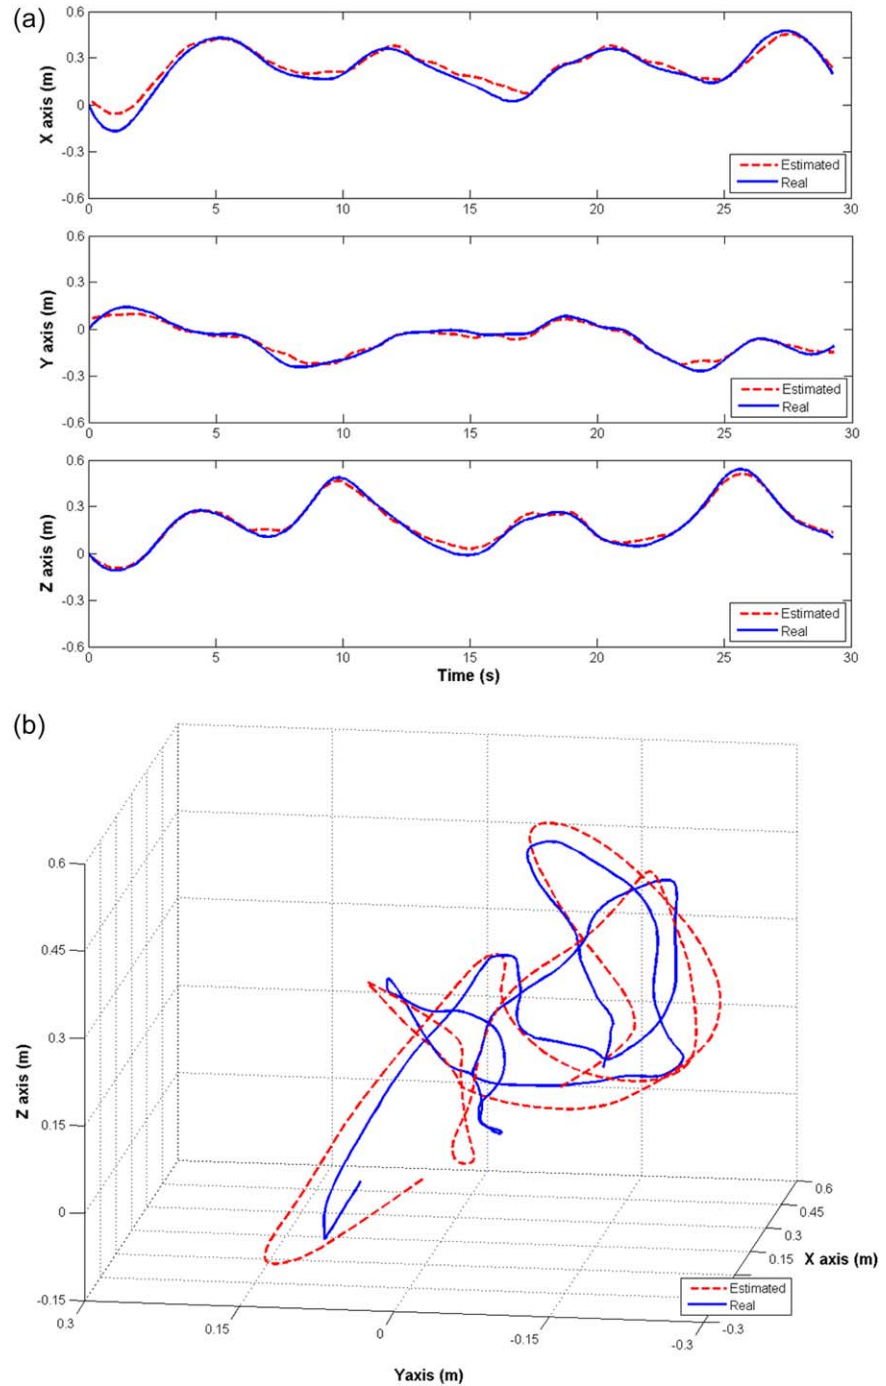 (a)
0.6
0.3
0
-0.3
-0.6
X axis (m)
Estimated
Real
0 5 10 15 20 25 30
0.6
0.3
0
-0.3
-0.6
Y axis (m)
Estimated
Real
0 5 10 15 20 25 30
0.6
0.3
0
-0.3
-0.6
Z axis (m)
Estimated
Real
0 5 10 15 20 25 30
Time (s)
(b)
0.6
0.45
0.3
0.15
0
-0.15
Z axis (m)
0.3
0.15
0
-0.15
-0.3
Yaxis (m)
0.6
0.45
0.3
0.15
-0.3
X axis (m)
Estimated
Real